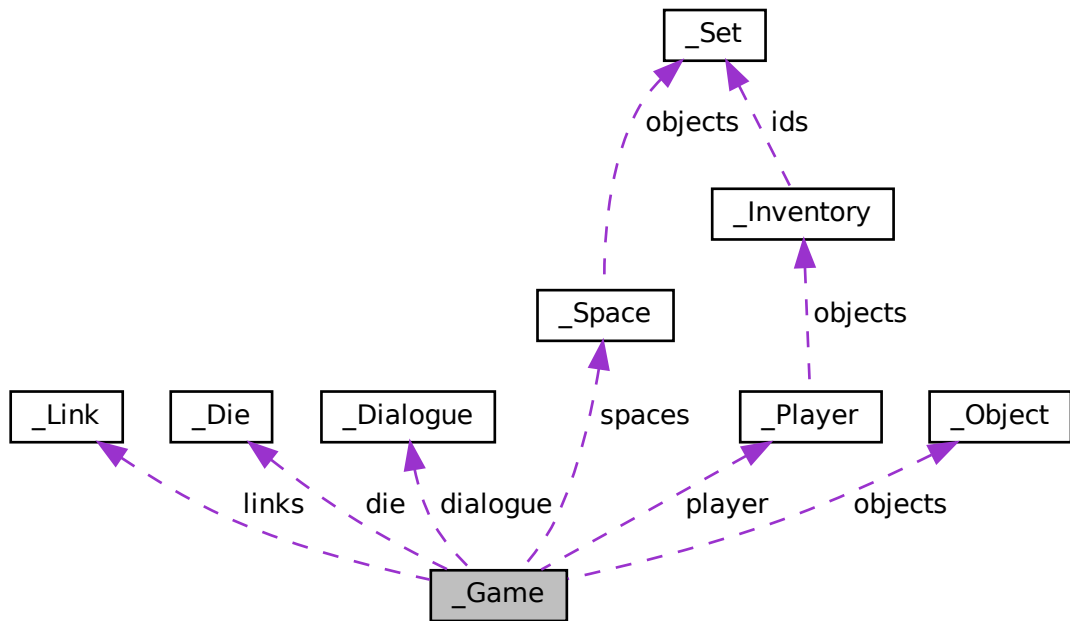 _Set
objects
ids
_Inventory
_Space
objects
_Link
_Die
_Dialogue
spaces
_Player
_Object
links
die
dialogue
player
objects
_Game